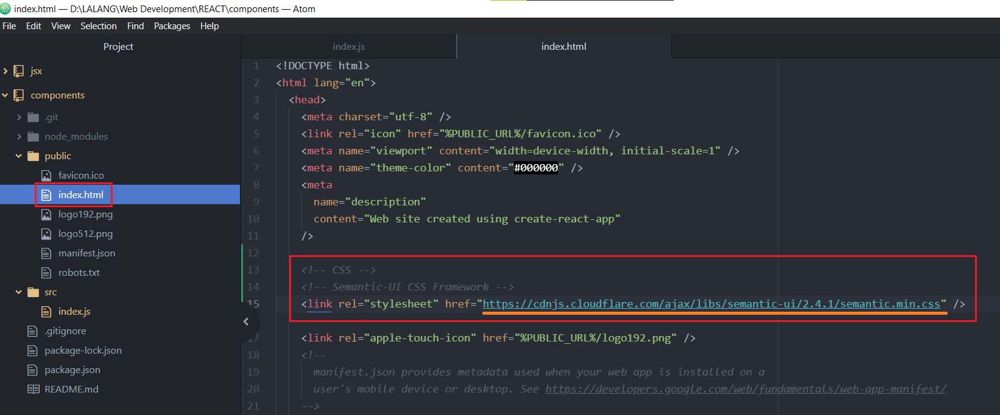 index.html — D:\LALANG\Web Development\REACT\components — Atom
File Edit View Selection Find Packages Help
Project
jsx
components
.git
node_modules
public
favicon.ico
index.html
logo192.png
logo512.png
manifest.json
robots.txt
src
index.js
.gitignore
package-lock.json
package.json
README.md
index.js index.html
1 <!DOCTYPE html>
2 <html lang="en">
3 <head>
4 <meta charset="utf-8" />
5 <link rel="icon" href="%PUBLIC_URL%/favicon.ico" />
6 <meta name="viewport" content="width=device-width, initial-scale=1" />
7 <meta name="theme-color" content="#000000" />
8 <meta
9 name="description"
10 content="Web site created using create-react-app"
11 />
12
13 <!-- CSS -->
14 <!-- Semantic-UI CSS Framework -->
15 <link rel="stylesheet" href="https://cdnjs.cloudflare.com/ajax/libs/semantic-ui/2.4.1/semantic.min.css" />
17 <link rel="apple-touch-icon" href="%PUBLIC_URL%/logo192.png" />
18 <!--
19 manifest.json provides metadata used when your web app is installed on a
20 user's mobile device or desktop. See https://developers.google.com/web/fundamentals/web-app-manifest/
21 -->